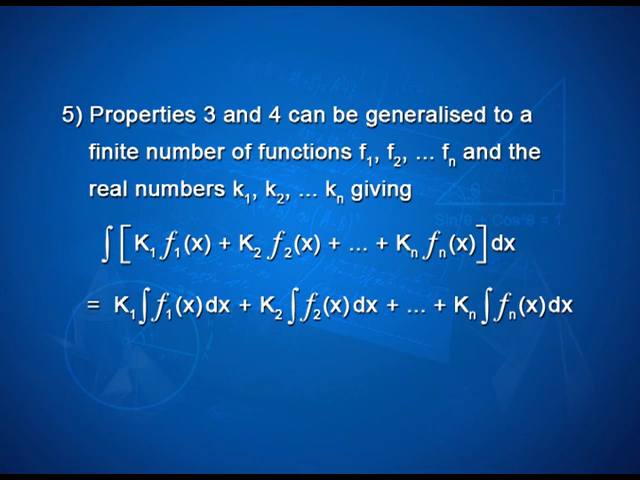 5) Properties 3 and 4 can be generalised to a
finite number of functions f₁, f₂, ... fₙ and the
real numbers k₁, k₂, ... kₙ giving
∫[K₁ f₁(x) + K₂ f₂(x) + ... + Kₙ fₙ(x)]dx
= K₁∫f₁(x)dx + K₂∫f₂(x)dx + ... + Kₙ∫fₙ(x)dx